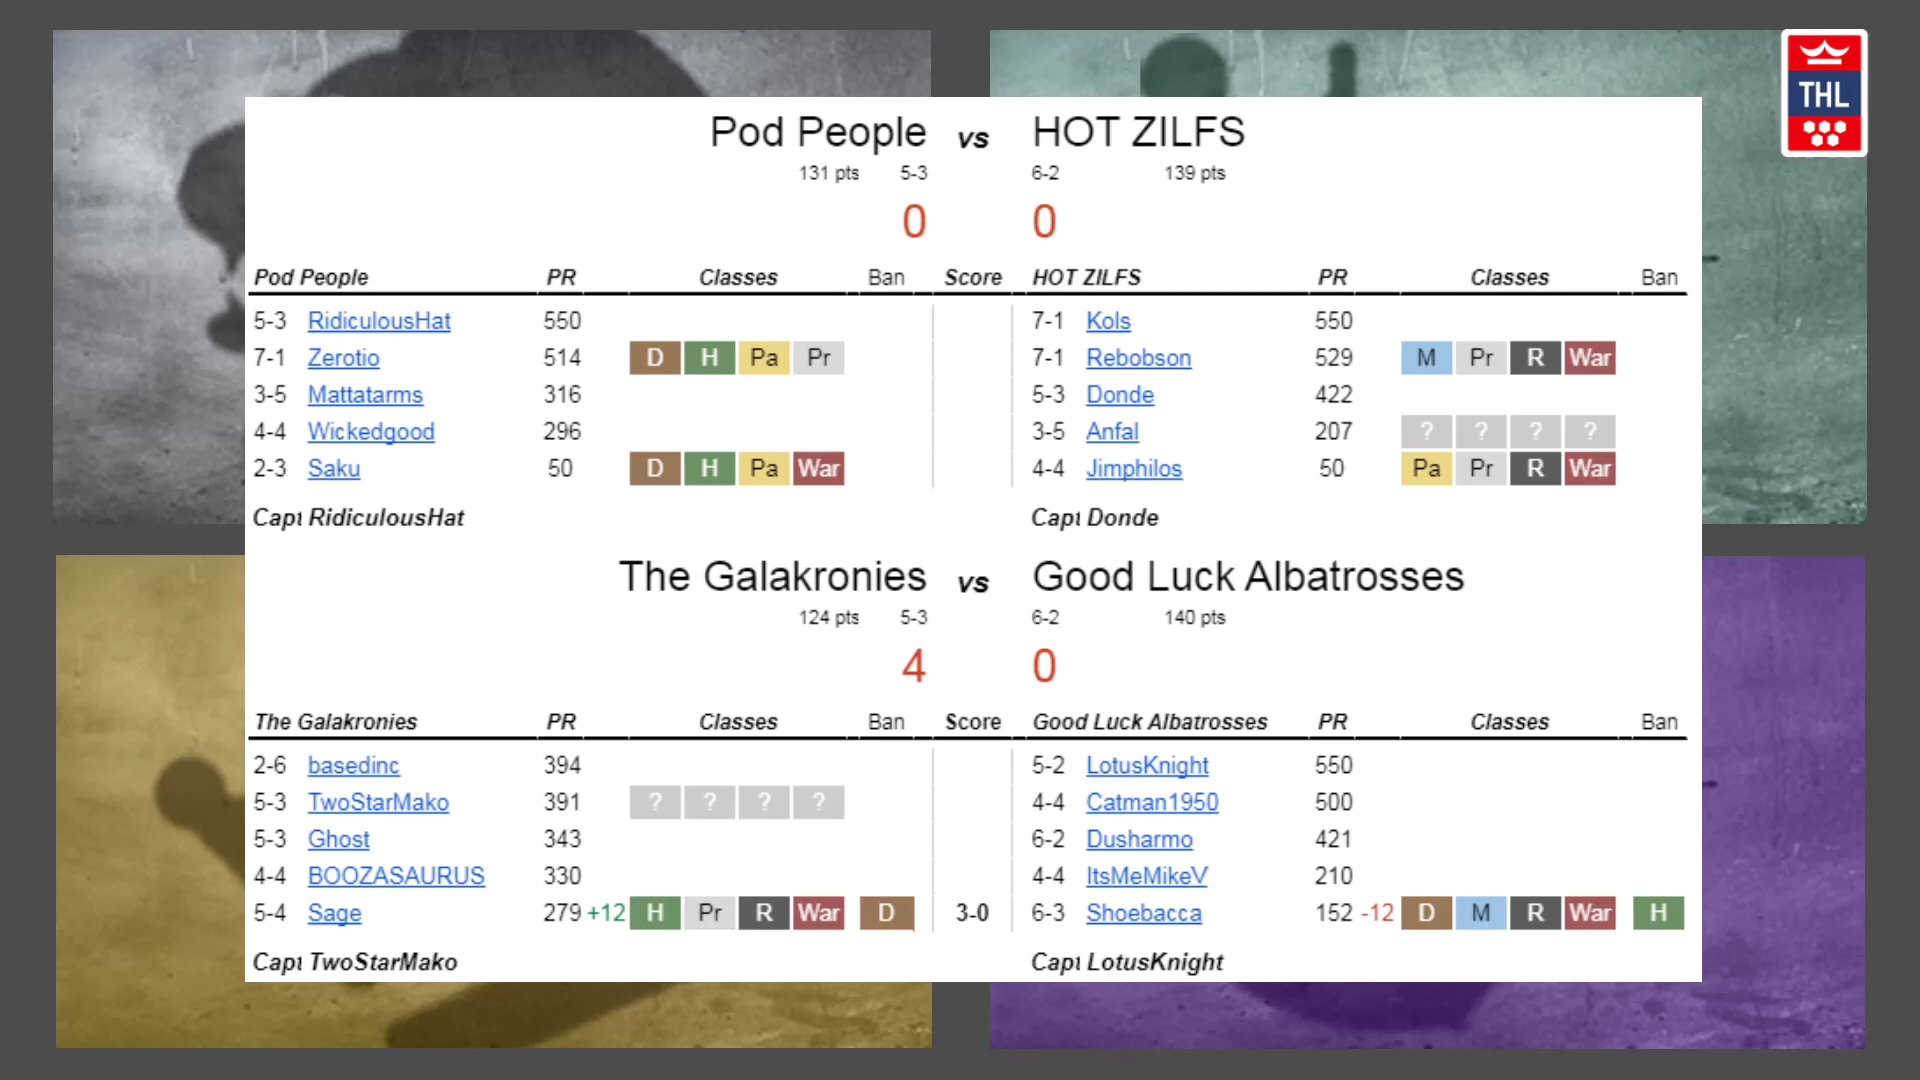 THL
Pod People vs HOT ZILFS
131 pts 5-3 6-2 139 pts
0 0
Pod People PR Classes Ban Score HOT ZILFS PR Classes Ban
5-3 RidiculousHat 550 7-1 Kols 550
7-1 Zerotio 514 D H Pa Pr 7-1 Rebobson 529 M Pr R War
3-5 Mattatarms 316 5-3 Donde 422
4-4 Wickedgood 296 3-5 Anfal 207 ? ? ? ?
2-3 Saku 50 D H Pa War 4-4 Jimphilos 50 Pa Pr R War
Capt RidiculousHat Capt Donde
The Galakronies vs Good Luck Albatrosses
124 pts 5-3 6-2 140 pts
4 0
The Galakronies PR Classes Ban Score Good Luck Albatrosses PR Classes Ban
2-6 basedinc 394 5-2 LotusKnight 550
5-3 TwoStarMako 391 ? ? ? ? 4-4 Catman1950 500
5-3 Ghost 343 6-2 Dusharmo 421
4-4 BOOZASAURUS 330 4-4 ItsMeMikeV 210
5-4 Sage 279 +12 H Pr R War D 3-0 6-3 Shoebacca 152 -12 D M R War H
Capt TwoStarMako Capt LotusKnight